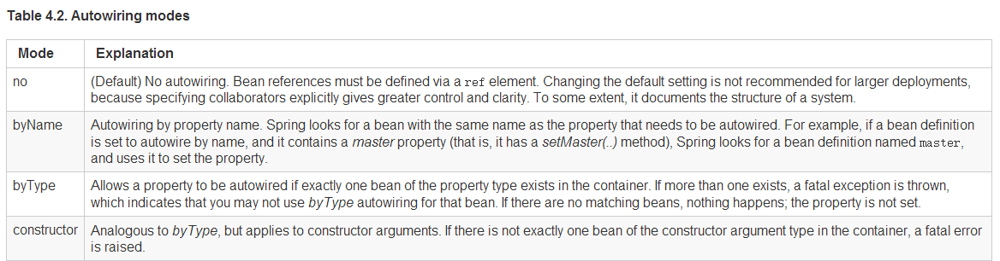 Table 4.2. Autowiring modes
Mode Explanation
no (Default) No autowiring. Bean references must be defined via a ref element. Changing the default setting is not recommended for larger deployments,
because specifying collaborators explicitly gives greater control and clarity. To some extent, it documents the structure of a system.
byName Autowiring by property name. Spring looks for a bean with the same name as the property that needs to be autowired. For example, if a bean definition
is set to autowire by name, and it contains a master property (that is, it has a setMaster(..) method), Spring looks for a bean definition named master,
and uses it to set the property.
byType Allows a property to be autowired if exactly one bean of the property type exists in the container. If more than one exists, a fatal exception is thrown,
which indicates that you may not use byType autowiring for that bean. If there are no matching beans, nothing happens; the property is not set.
constructor Analogous to byType, but applies to constructor arguments. If there is not exactly one bean of the constructor argument type in the container, a fatal error
is raised.